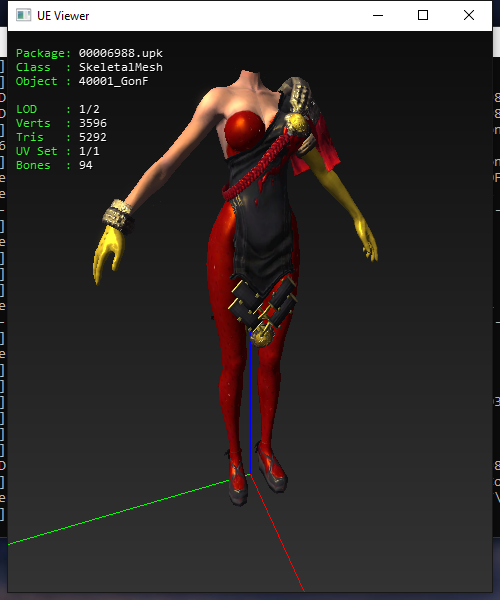 UE Viewer
Package: 00006988.upk
Class : SkeletalMesh
Object : 40001_GonF
LOD : 1/2
Verts : 3596
Tris : 5292
UV Set : 1/1
Bones : 94